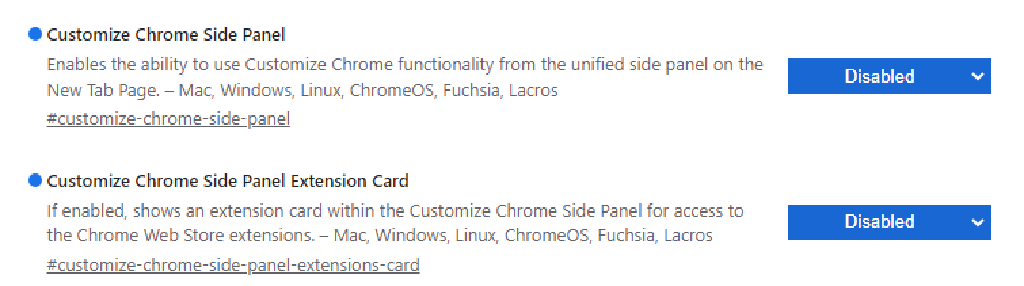 Customize Chrome Side Panel
Enables the ability to use Customize Chrome functionality from the unified side panel on the
New Tab Page. – Mac, Windows, Linux, ChromeOS, Fuchsia, Lacros
#customize-chrome-side-panel
Disabled
Customize Chrome Side Panel Extension Card
If enabled, shows an extension card within the Customize Chrome Side Panel for access to
the Chrome Web Store extensions. – Mac, Windows, Linux, ChromeOS, Fuchsia, Lacros
#customize-chrome-side-panel-extensions-card
Disabled